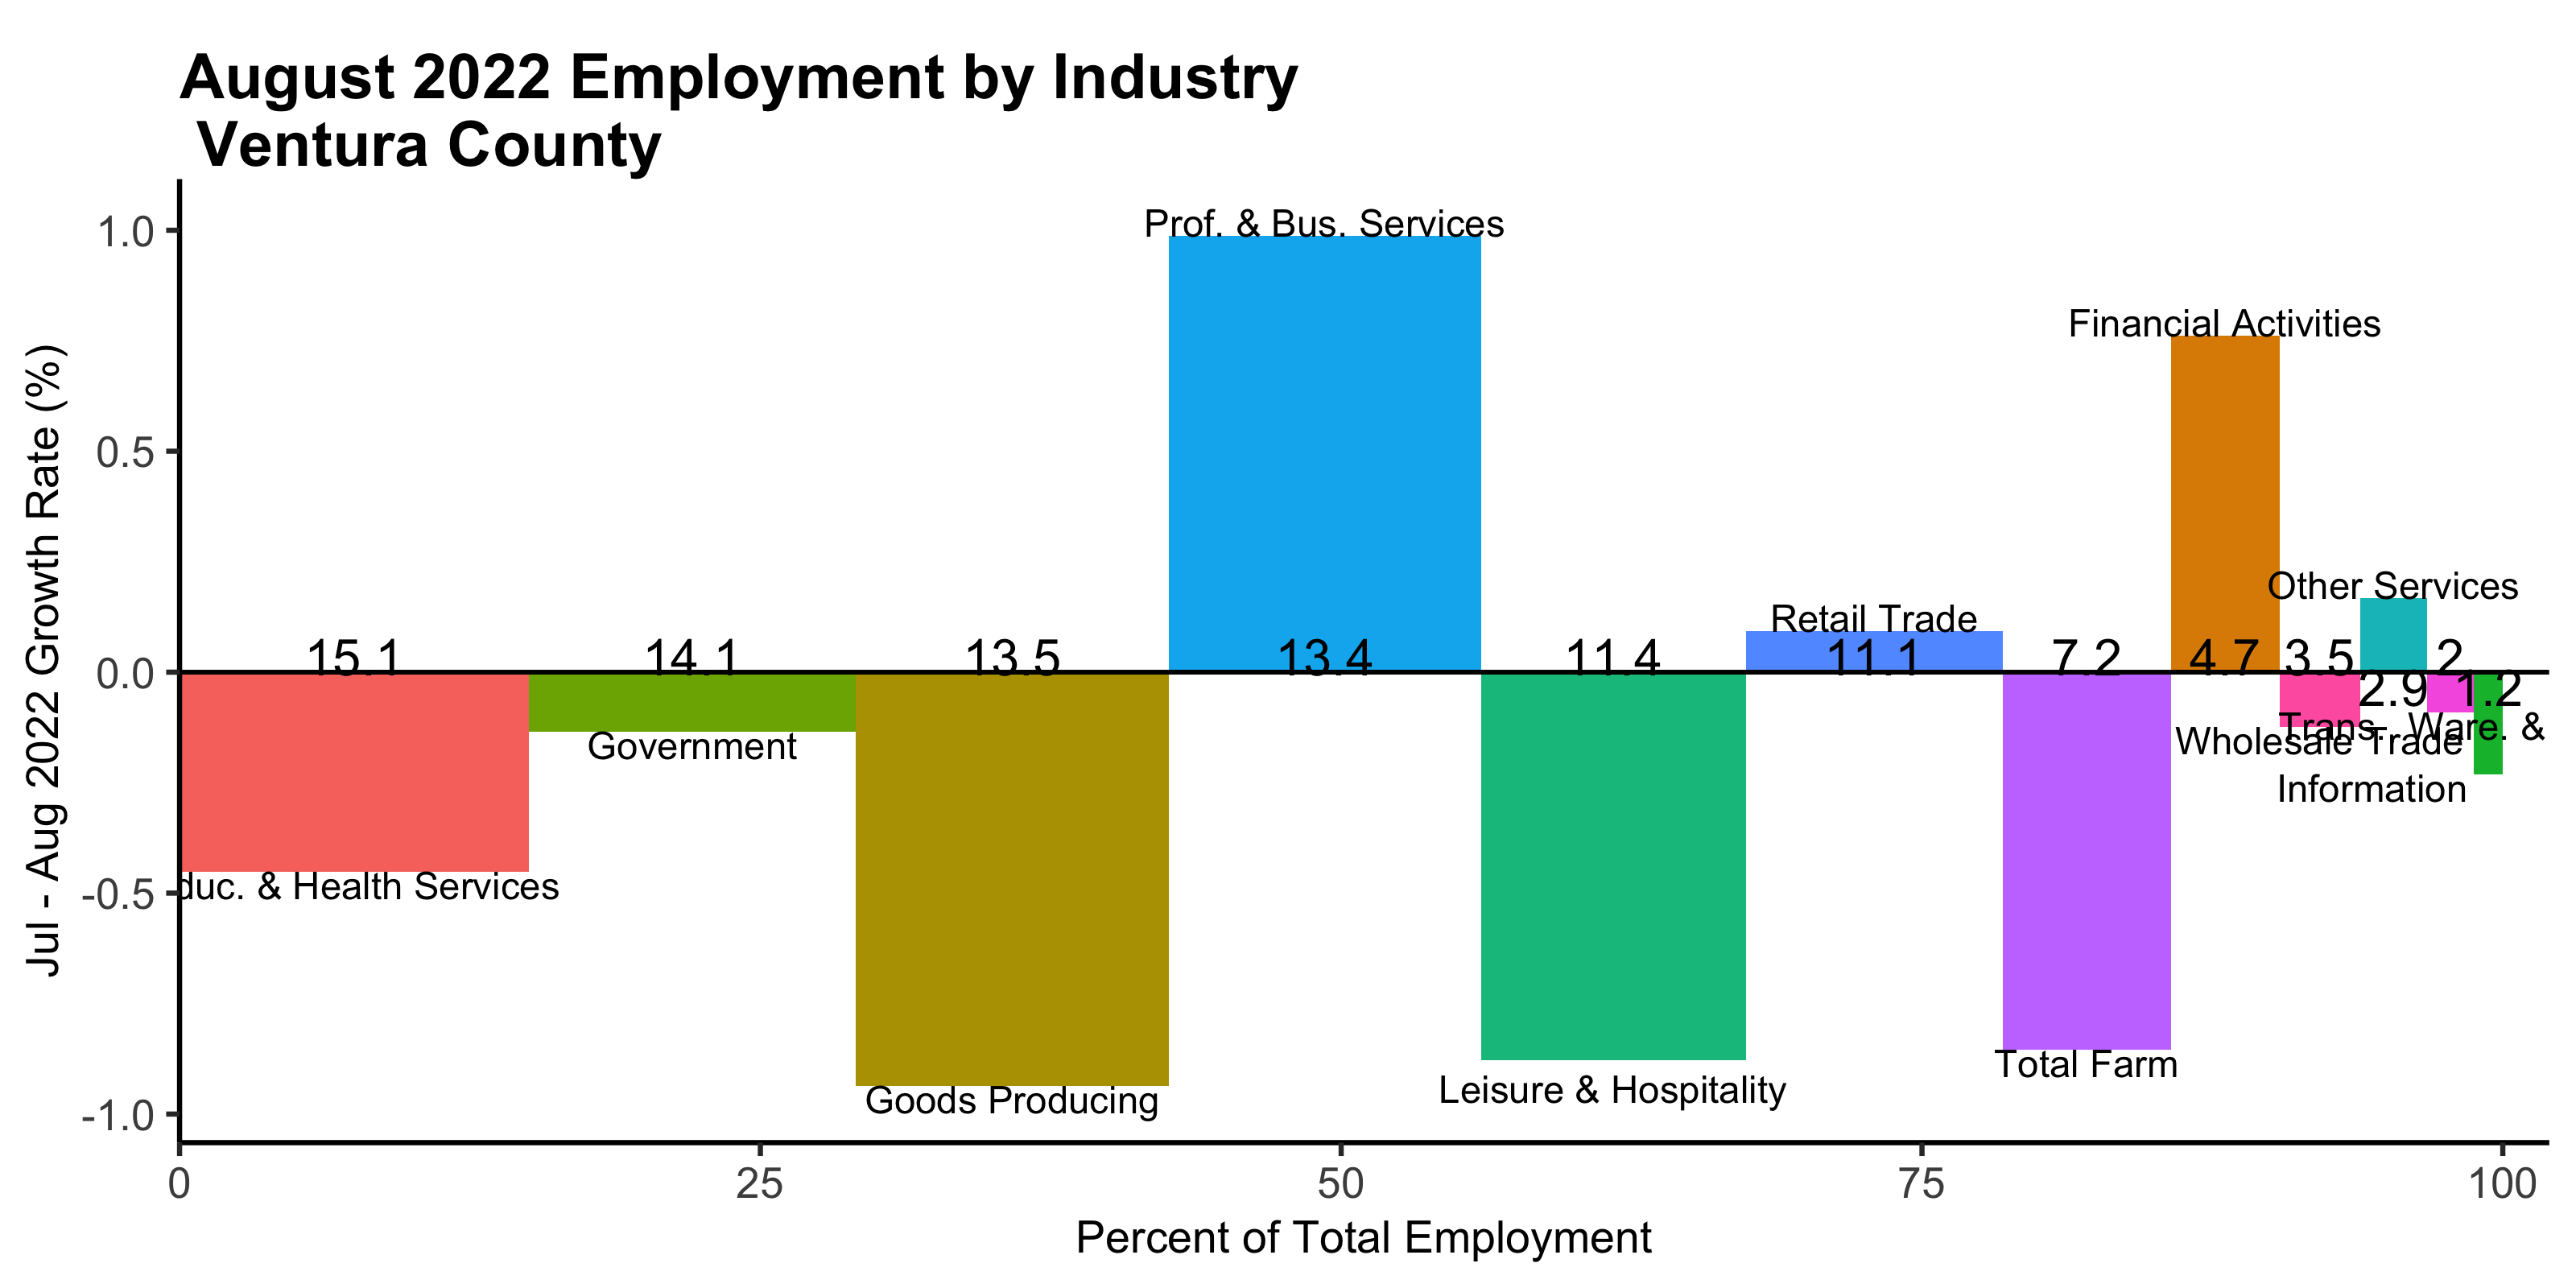 August 2022 Employment by Industry
Ventura County
Jul - Aug 2022 Growth Rate (%)
1.0
0.5
0.0
-0.5
-1.0
Prof. & Bus. Services
Financial Activities
Other Services
Retail Trade
15.1 14.1 13.5 13.4 11.4 11.1 7.2 4.7 3.5 2
2.9 1.2
Trans., Ware. &
Wholesale Trade
Government
Information
duc. & Health Services
Total Farm
Leisure & Hospitality
Goods Producing
0 25 50 75 100
Percent of Total Employment